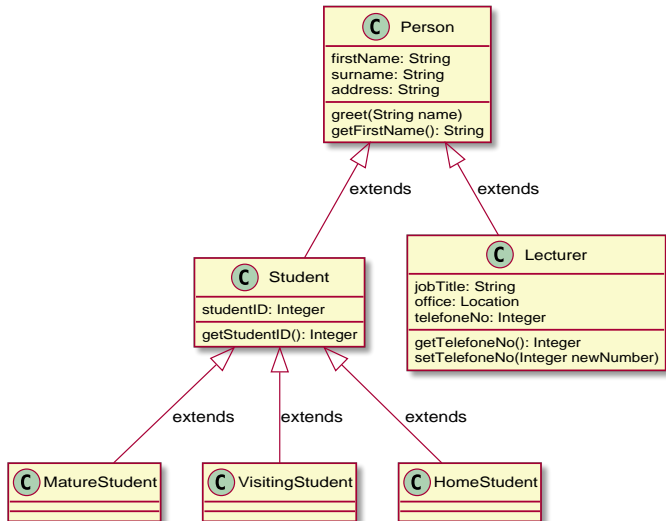 C Person
firstName: String
surname: String
address: String
greet(String name)
getFirstName(): String
extends
extends
C Student
studentID: Integer
getStudentID(): Integer
C Lecturer
jobTitle: String
office: Location
telefoneNo: Integer
getTelefoneNo(): Integer
setTelefoneNo(Integer newNumber)
extends
extends
extends
C MatureStudent
C VisitingStudent
C HomeStudent